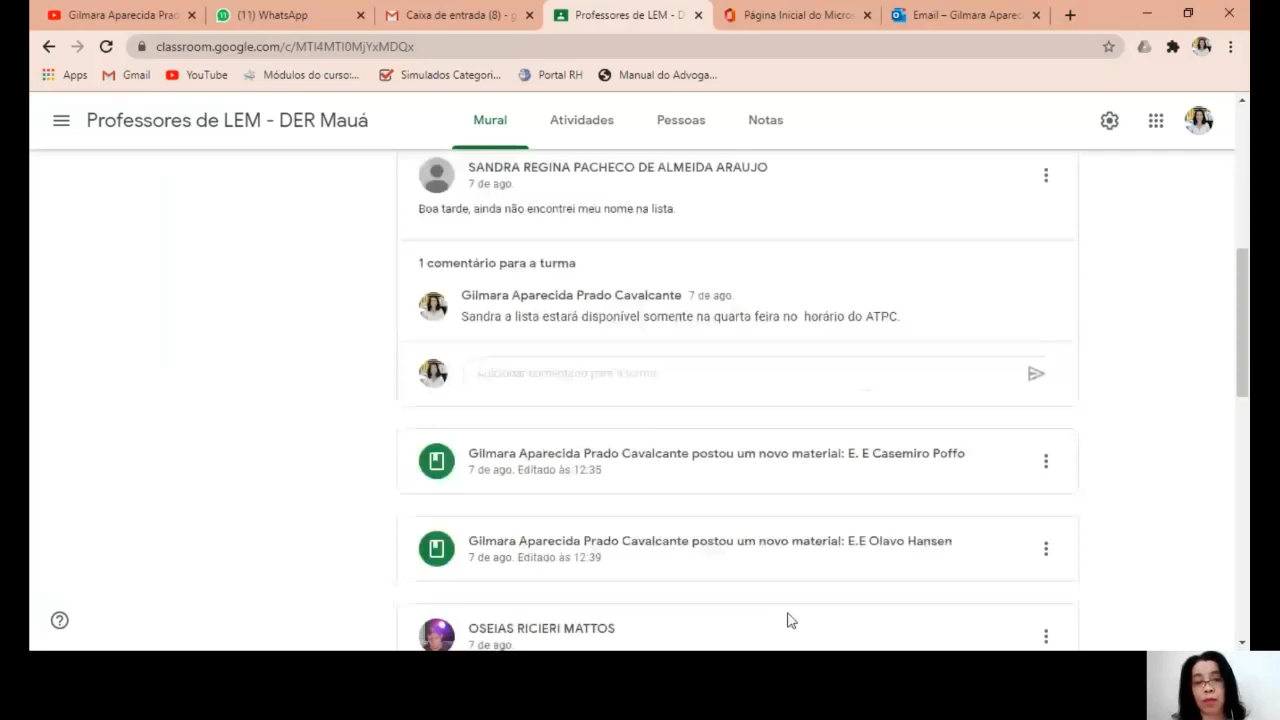 Gilmara Aparecida Prad
(11) WhatsApp
Caixa de entrada (8) - g
Professores de LEM - D
Página Inicial do Micros
Email – Gilmara Aparec
classroom.google.com/c/MTI4MTI0MjYxMDQx
Apps
Gmail
YouTube
Módulos do curso:...
Simulados Categori...
Portal RH
Manual do Advoga...
Professores de LEM - DER Mauá
Mural
Atividades
Pessoas
Notas
SANDRA REGINA PACHECO DE ALMEIDA ARAUJO
7 de ago.
Boa tarde, ainda não encontrei meu nome na lista.
1 comentário para a turma
Gilmara Aparecida Prado Cavalcante 7 de ago.
Sandra a lista estará disponível somente na quarta feira no horário do ATPC.
Adicionar comentário para a turma
Gilmara Aparecida Prado Cavalcante postou um novo material: E. E Casemiro Poffo
7 de ago. Editado às 12:35
Gilmara Aparecida Prado Cavalcante postou um novo material: E.E Olavo Hansen
7 de ago. Editado às 12:39
OSEIAS RICIERI MATTOS
7 de ago.